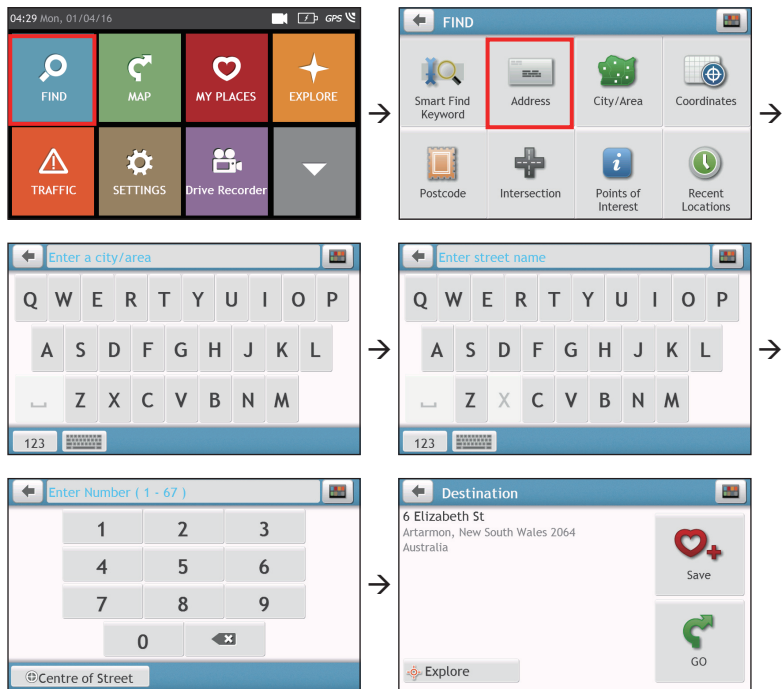 04:29 Mon, 01/04/16 GPS
FIND MAP MY PLACES EXPLORE
TRAFFIC SETTINGS Drive Recorder
→
FIND
Smart Find Keyword
Address
City/Area
Coordinates
Postcode
Intersection
Points of Interest
Recent Locations
→
Enter a city/area
Q W E R T Y U I O P
A S D F G H J K L
Z X C V B N M
123
→
Enter street name
Q W E R T Y U I O P
A S D F G H J K L
Z X C V B N M
123
→
Enter Number ( 1 - 67 )
1 2 3
4 5 6
7 8 9
0
Centre of Street
→
Destination
6 Elizabeth St
Artarmon, New South Wales 2064
Australia
Save
GO
Explore